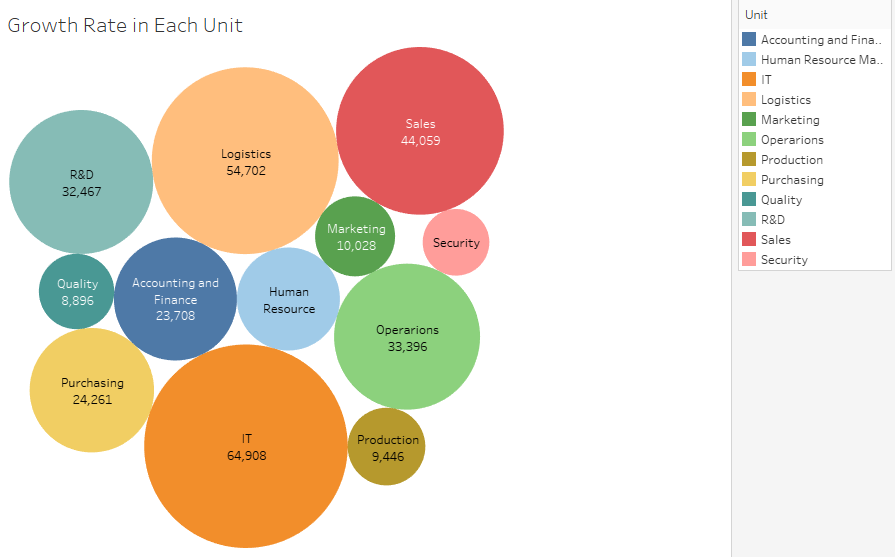 Growth Rate in Each Unit
Sales
44,059
Logistics
54,702
R&D
32,467
Marketing
10,028
Security
Quality
8,896
Accounting and
Finance
23,708
Human
Resource
Operarions
33,396
Purchasing
24,261
IT
64,908
Production
9,446
Unit
Accounting and Fina..
Human Resource Ma..
IT
Logistics
Marketing
Operarions
Production
Purchasing
Quality
R&D
Sales
Security